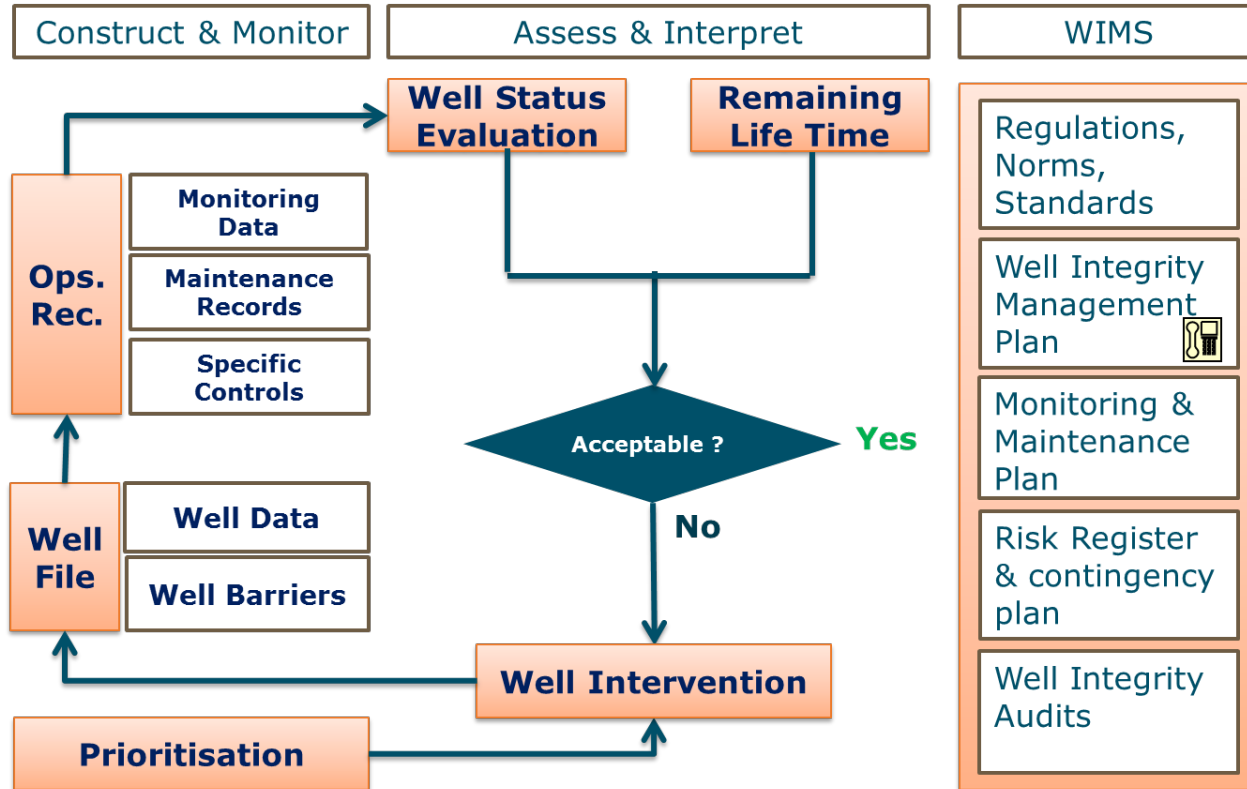 Construct & Monitor
Assess & Interpret
WIMS
Well Status
Evaluation
Remaining
Life Time
Ops.
Rec.
Monitoring
Data
Maintenance
Records
Specific
Controls
Acceptable ?
Yes
No
Well
File
Well Data
Well Barriers
Well Intervention
Prioritisation
Regulations,
Norms,
Standards
Well Integrity
Management
Plan
Monitoring &
Maintenance
Plan
Risk Register
& contingency
plan
Well Integrity
Audits